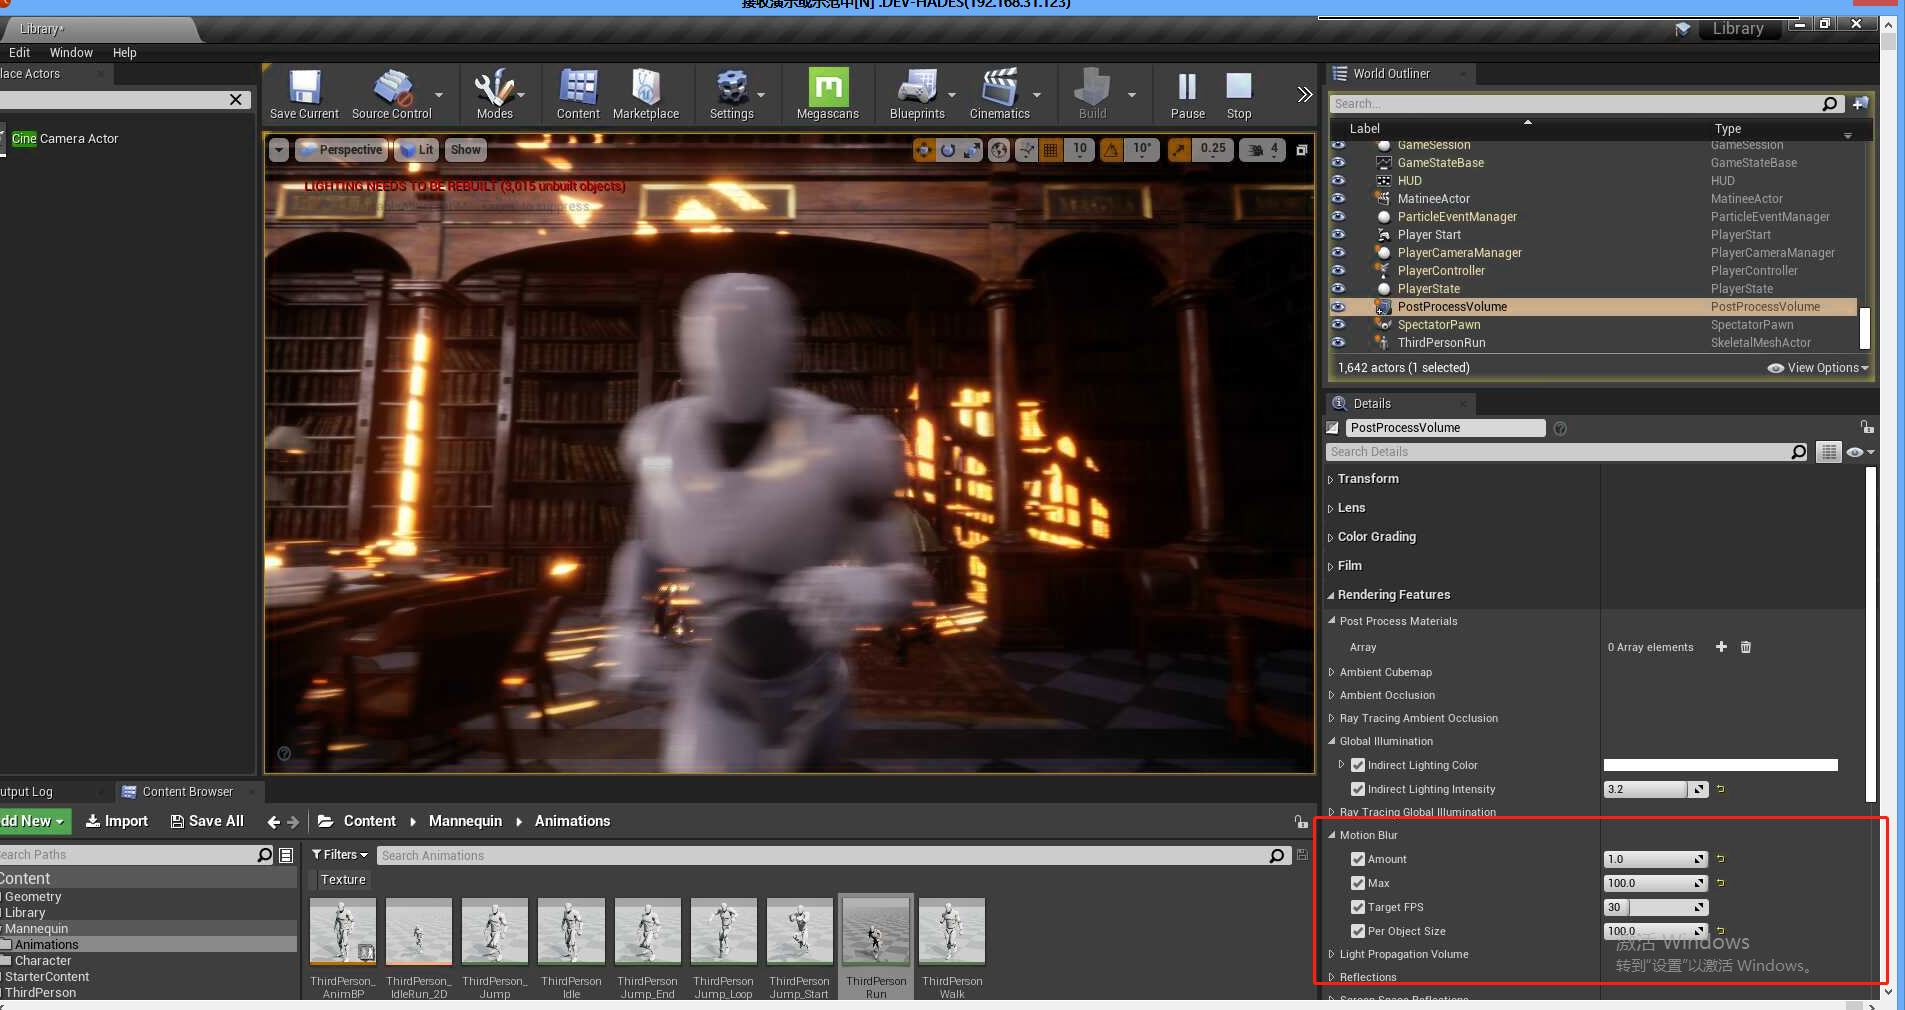 接收演示或示范中[N] .DEV-HADES(192.168.31.123)
Library*
Library
Edit Window Help
lace Actors
Cine Camera Actor
Save Current
Source Control
Modes
Content
Marketplace
Settings
Megascans
Blueprints
Cinematics
Build
Pause
Stop
Perspective
Lit
Show
10
10°
0.25
4
LIGHTING NEEDS TO BE REBUILT (3,015 unbuilt objects)
suppress
World Outliner
Search...
Label Type
GameSession GameSession
GameStateBase GameStateBase
HUD HUD
MatineeActor MatineeActor
ParticleEventManager ParticleEventManager
Player Start PlayerStart
PlayerCameraManager PlayerCameraManager
PlayerController PlayerController
PlayerState PlayerState
PostProcessVolume PostProcessVolume
SpectatorPawn SpectatorPawn
ThirdPersonRun SkeletalMeshActor
1,642 actors (1 selected) View Options
Details
PostProcessVolume
Search Details
Transform
Lens
Color Grading
Film
Rendering Features
Post Process Materials
Array 0 Array elements
Ambient Cubemap
Ambient Occlusion
Ray Tracing Ambient Occlusion
Global Illumination
Indirect Lighting Color
Indirect Lighting Intensity 3.2
Ray Tracing Global Illumination
Motion Blur
Amount 1.0
Max 100.0
Target FPS 30
Per Object Size 100.0
Light Propagation Volume
Reflections
Screen Space Reflections
激活 Windows
转到"设置"以激活 Windows。
utput Log
Content Browser
dd New Import Save All
Content Mannequin Animations
earch Paths
Filters
Search Animations
Texture
Content
Geometry
Library
Mannequin
Animations
Character
StarterContent
ThirdPerson
ThirdPerson_
AnimBP
ThirdPerson_
IdleRun_2D
ThirdPerson_
Jump
ThirdPerson
Idle
ThirdPerson
Jump_End
ThirdPerson
Jump_Loop
ThirdPerson
Jump_Start
ThirdPerson
Run
ThirdPerson
Walk